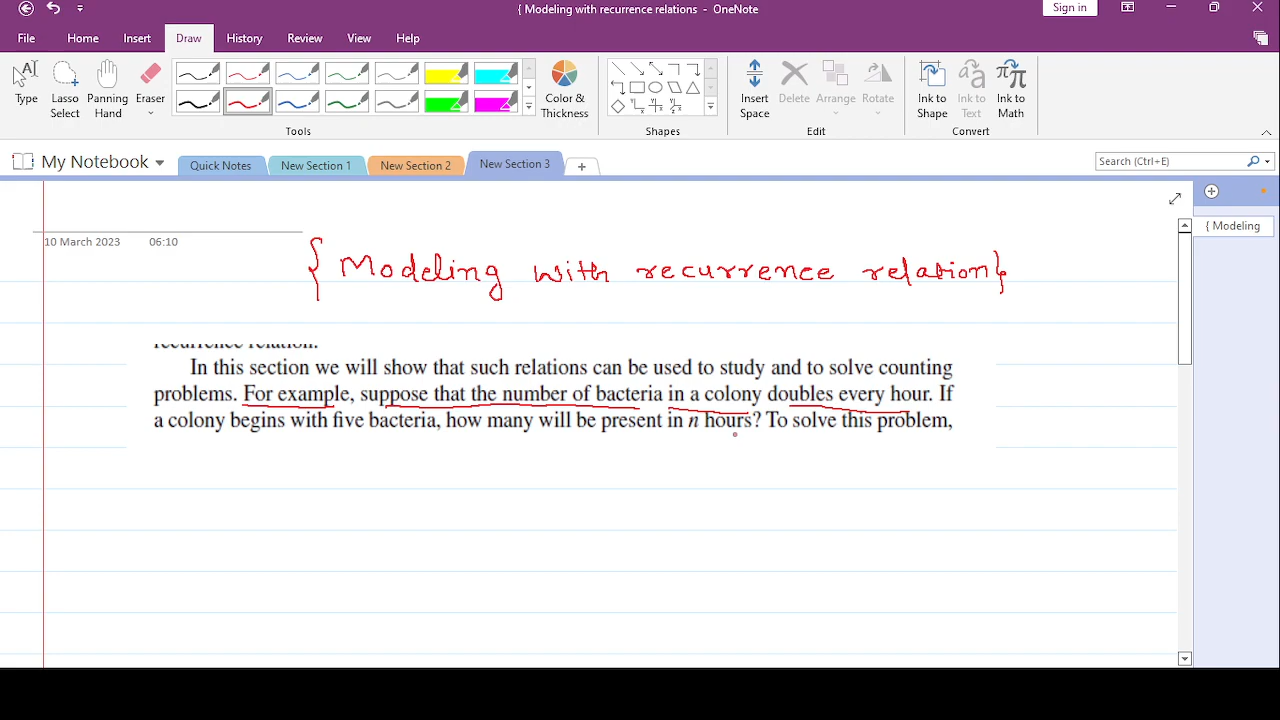 { Modeling with recurrence relations - OneNote
Sign in
File Home Insert Draw History Review View Help
Type
Lasso Select
Panning Hand
Eraser
Color & Thickness
Insert Space
Delete
Arrange
Rotate
Ink to Shape
Ink to Text
Ink to Math
Tools
Shapes
Edit
Convert
My Notebook
Quick Notes
New Section 1
New Section 2
New Section 3
Search (Ctrl+E)
{ Modeling
10 March 2023 06:10
{ Modeling with recurrence relation}
recurrence relation.
In this section we will show that such relations can be used to study and to solve counting
problems. For example, suppose that the number of bacteria in a colony doubles every hour. If
a colony begins with five bacteria, how many will be present in n hours? To solve this problem,